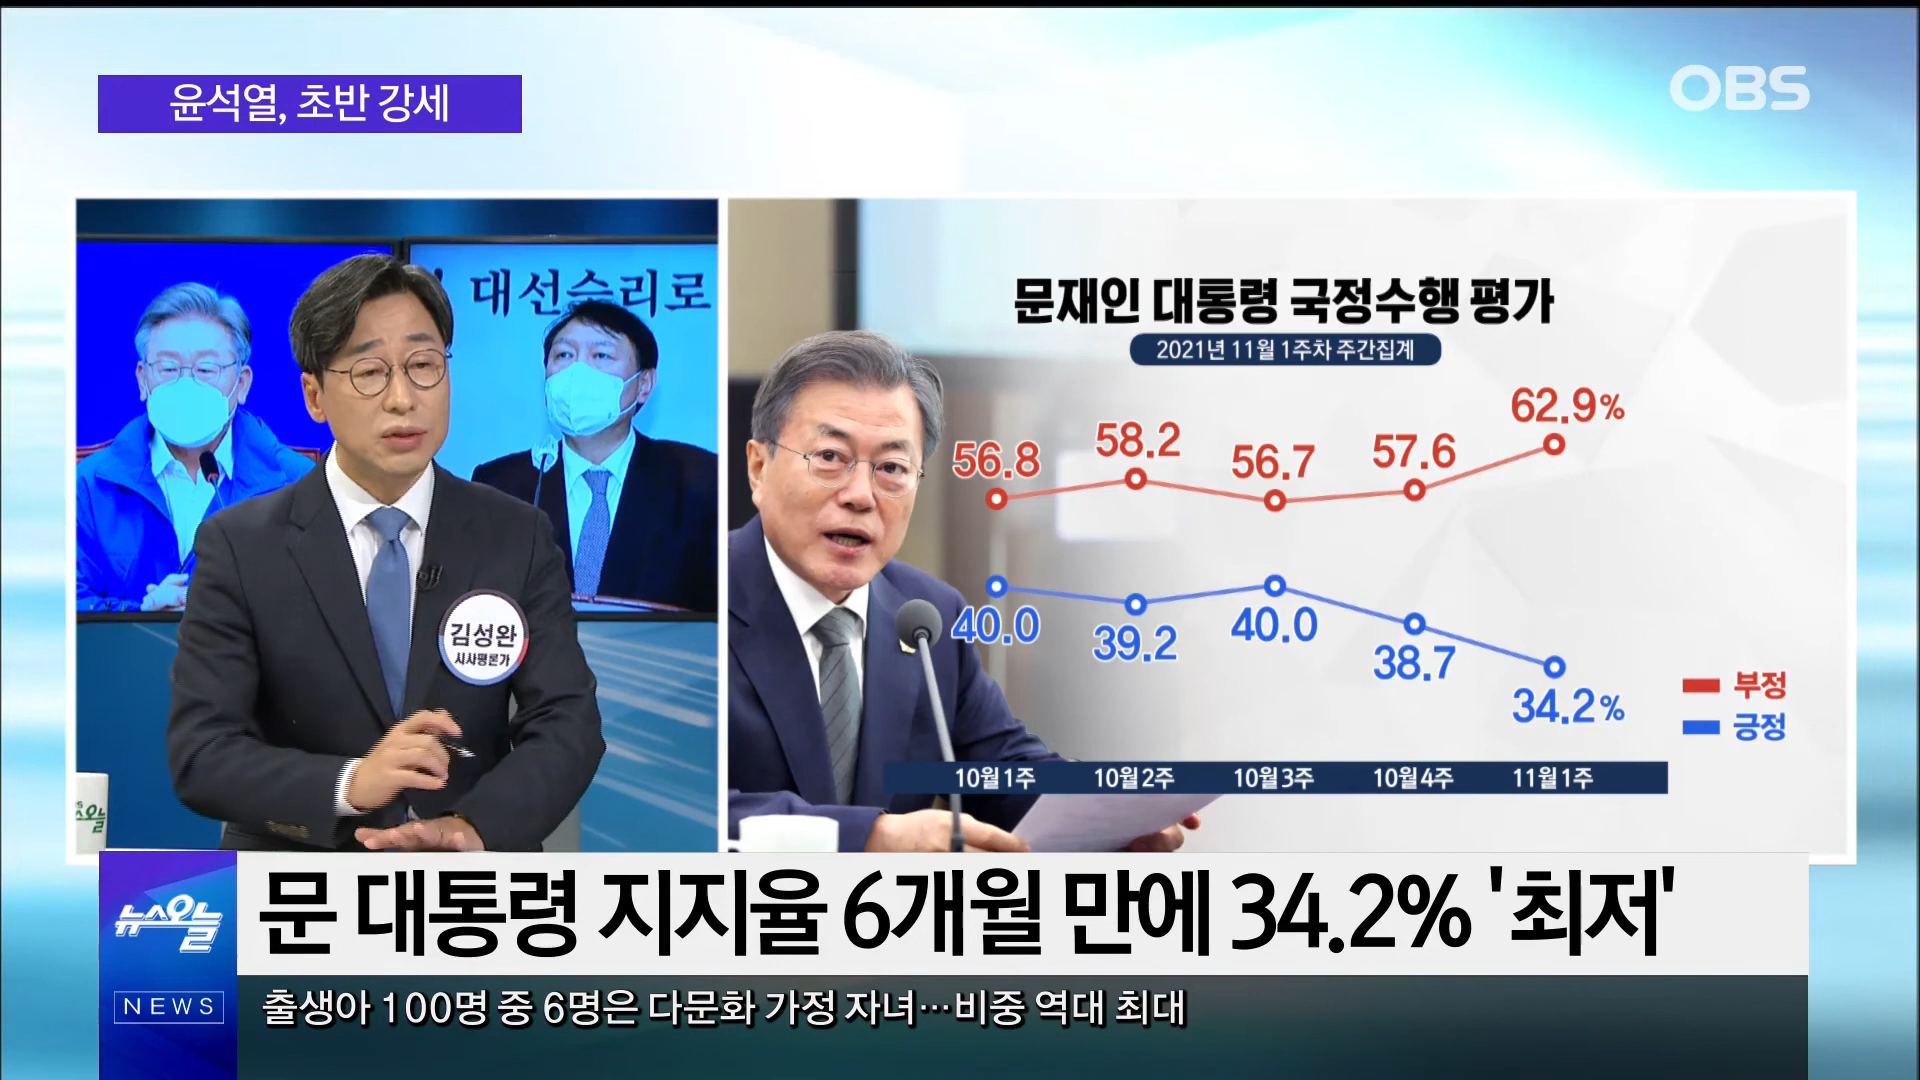 윤석열, 초반 강세
OBS
대선승리로
김성완
시사평론가
오늘
문재인 대통령 국정수행 평가
2021년 11월 1주차 주간집계
56.8 58.2 56.7 57.6 62.9%
40.0 39.2 40.0 38.7 34.2%
부정
긍정
10월 1주 10월 2주 10월 3주 10월 4주 11월 1주
뉴스오늘
NEWS
문 대통령 지지율 6개월 만에 34.2% '최저'
출생아 100명 중 6명은 다문화 가정 자녀…비중 역대 최대